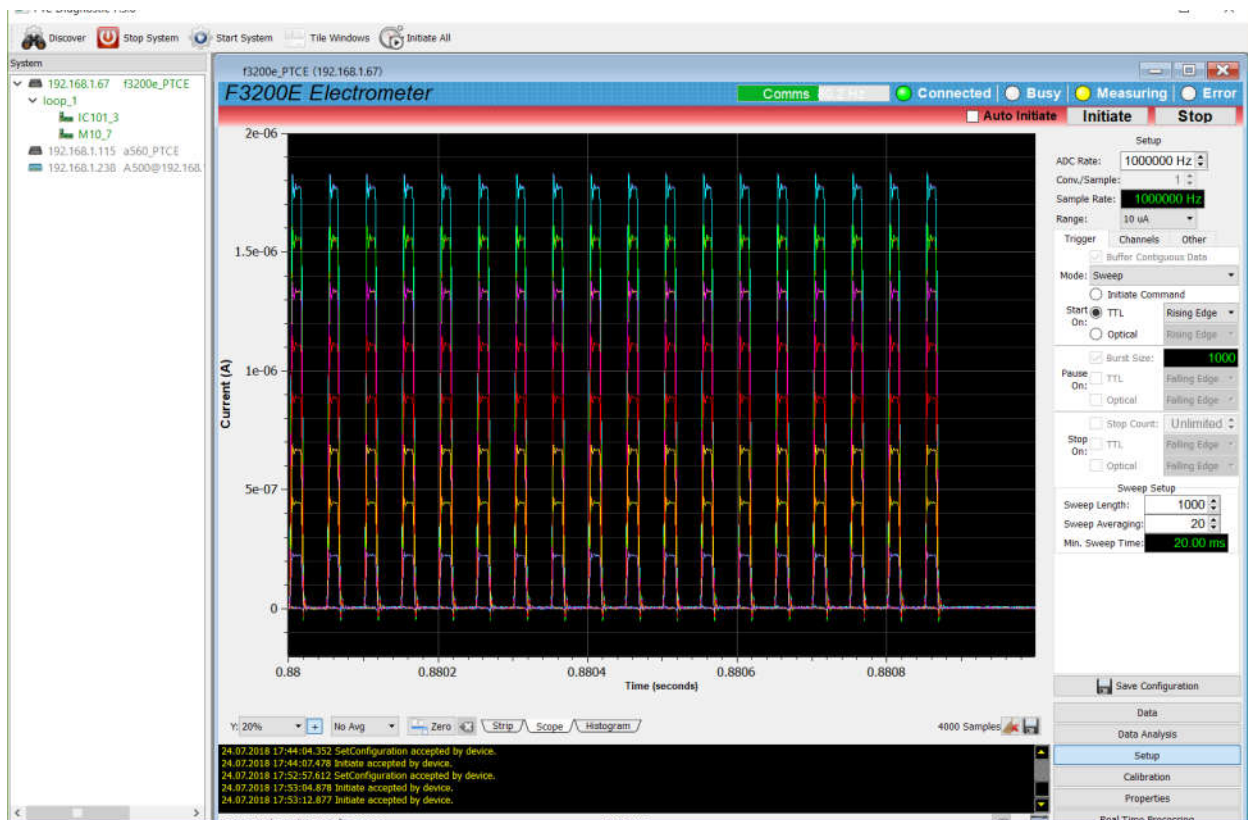 Discover Stop System Start System Tile Windows Initiate All
System
192.168.1.67 f3200e_PTCE
loop_1
IC101_3
M10_7
192.168.1.115 a560_PTCE
192.168.1.238 A500@192.168.
f3200e_PTCE (192.168.1.67)
F3200E Electrometer
Comms
Connected
Busy
Measuring
Error
Auto Initiate
Initiate
Stop
2e-06
1.5e-06
1e-06
5e-07
0
Current (A)
0.88
0.8802
0.8804
0.8806
0.8808
Time (seconds)
Setup
ADC Rate: 1000000 Hz
Conv./Sample: 1
Sample Rate: 1000000 Hz
Range: 10 uA
Trigger Channels Other
Buffer Contiguous Data
Mode: Sweep
Initiate Command
Start On: TTL Rising Edge
Optical Rising Edge
Burst Size: 1000
Pause On: TTL Falling Edge
Optical Falling Edge
Stop Count: Unlimited
Stop On: TTL Falling Edge
Optical Falling Edge
Sweep Setup
Sweep Length: 1000
Sweep Averaging: 20
Min. Sweep Time: 20.00 ms
Save Configuration
Y: 20% + No Avg Zero Strip Scope Histogram 4000 Samples
24.07.2018 17:44:04.352 SetConfiguration accepted by device.
24.07.2018 17:44:07.478 Initiate accepted by device.
24.07.2018 17:52:57.612 SetConfiguration accepted by device.
24.07.2018 17:53:04.878 Initiate accepted by device.
24.07.2018 17:53:12.877 Initiate accepted by device.
Data
Data Analysis
Setup
Calibration
Properties
Real Time Processing